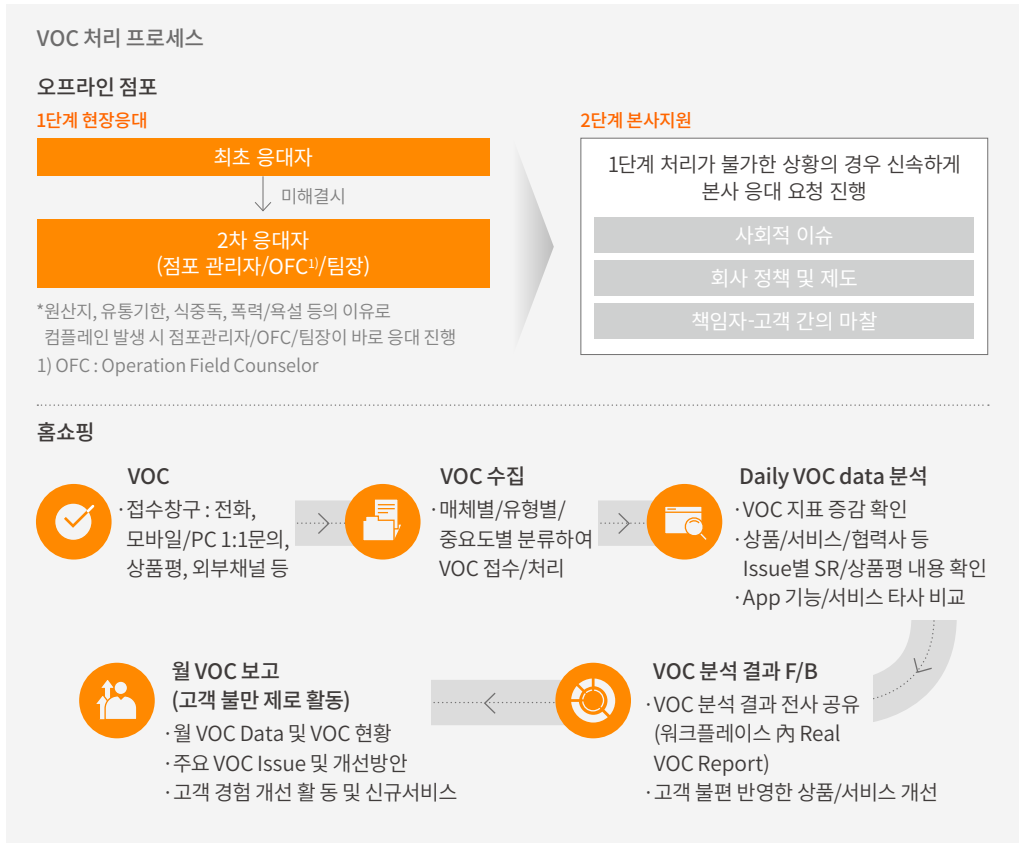 VOC 처리 프로세스
오프라인 점포
1단계 현장응대
최초 응대자
미해결시
2차 응대자
(점포 관리자/OFC1)/팀장)
*원산지, 유통기한, 식중독, 폭력/욕설 등의 이유로
컴플레인 발생 시 점포관리자/OFC/팀장이 바로 응대 진행
1) OFC : Operation Field Counselor
2단계 본사지원
1단계 처리가 불가한 상황의 경우 신속하게
본사 응대 요청 진행
사회적 이슈
회사 정책 및 제도
책임자-고객 간의 마찰
홈쇼핑
VOC
·접수창구 : 전화,
모바일/PC 1:1문의,
상품평, 외부채널 등
VOC 수집
·매체별/유형별/
중요도별 분류하여
VOC 접수/처리
Daily VOC data 분석
·VOC 지표 증감 확인
·상품/서비스/협력사 등
Issue별 SR/상품평 내용 확인
·App 기능/서비스 타사 비교
VOC 분석 결과 F/B
·VOC 분석 결과 전사 공유
(워크플레이스 內 Real
VOC Report)
·고객 불편 반영한 상품/서비스 개선
월 VOC 보고
(고객 불만 제로 활동)
·월 VOC Data 및 VOC 현황
·주요 VOC Issue 및 개선방안
·고객 경험 개선 활 동 및 신규서비스